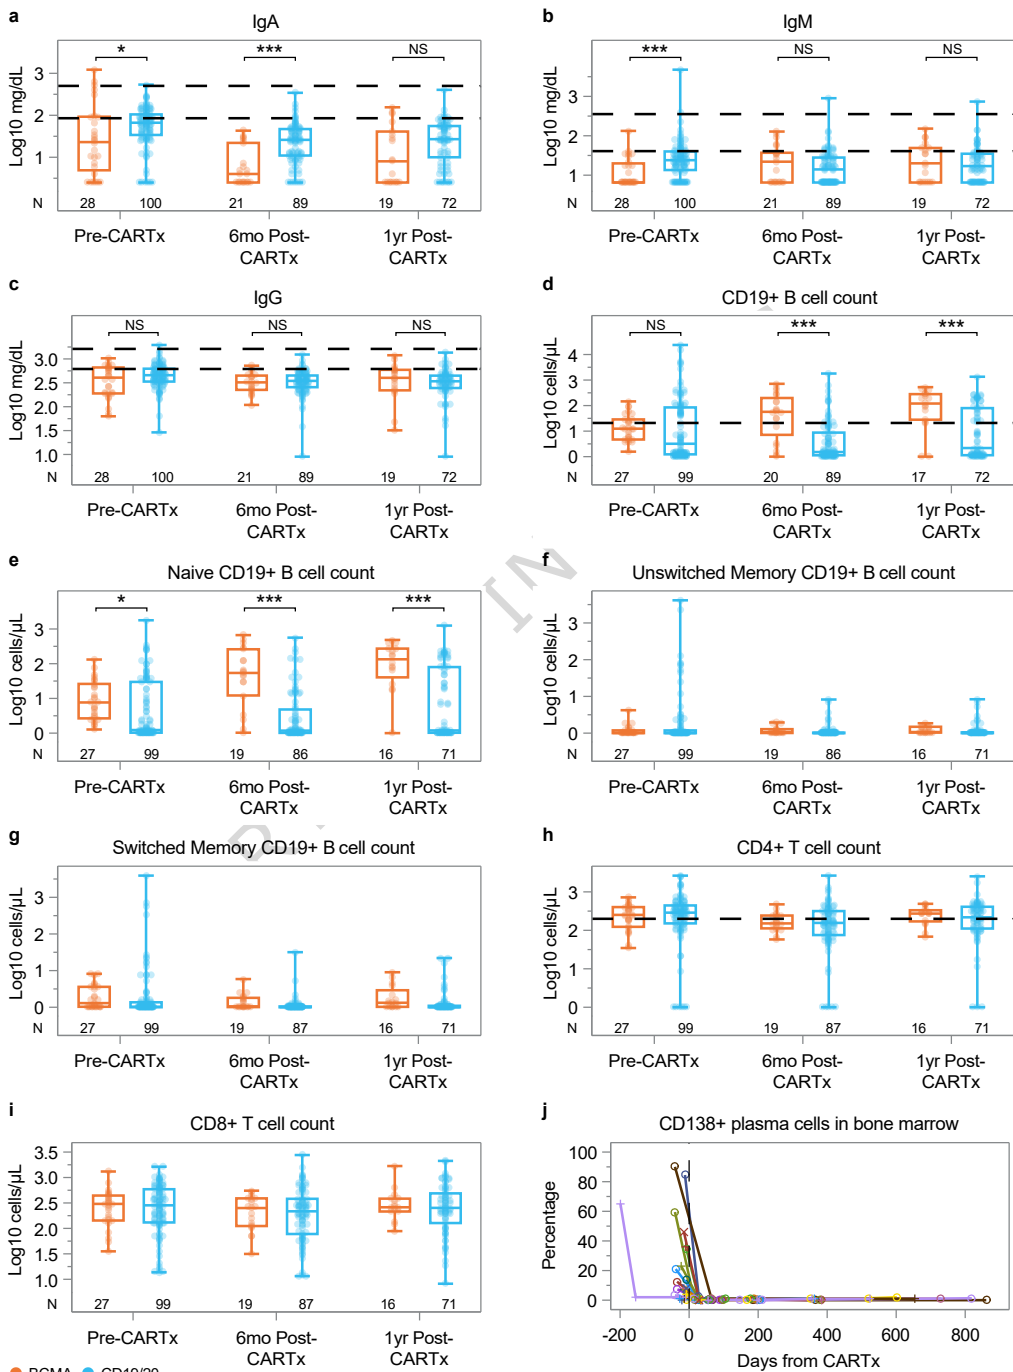 a
IgA
Log10 mg/dL
3
2
1
* *** NS
N 28 100 21 89 19 72
Pre-CARTx 6mo Post-CARTx 1yr Post-CARTx
b
IgM
Log10 mg/dL
3
2
1
*** NS NS
N 28 100 21 89 19 72
Pre-CARTx 6mo Post-CARTx 1yr Post-CARTx
c
IgG
Log10 mg/dL
3.0
2.5
2.0
1.5
1.0
NS NS NS
N 28 100 21 89 19 72
Pre-CARTx 6mo Post-CARTx 1yr Post-CARTx
d
CD19+ B cell count
Log10 cells/µL
4
3
2
1
0
NS *** ***
N 27 99 20 89 17 72
Pre-CARTx 6mo Post-CARTx 1yr Post-CARTx
e
Naive CD19+ B cell count
Log10 cells/µL
3
2
1
0
* *** ***
N 27 99 19 86 16 71
Pre-CARTx 6mo Post-CARTx 1yr Post-CARTx
f
Unswitched Memory CD19+ B cell count
Log10 cells/µL
3
2
1
0
N 27 99 19 86 16 71
Pre-CARTx 6mo Post-CARTx 1yr Post-CARTx
g
Switched Memory CD19+ B cell count
Log10 cells/µL
3
2
1
0
N 27 99 19 87 16 71
Pre-CARTx 6mo Post-CARTx 1yr Post-CARTx
h
CD4+ T cell count
Log10 cells/µL
3
2
1
0
N 27 99 19 87 16 71
Pre-CARTx 6mo Post-CARTx 1yr Post-CARTx
i
CD8+ T cell count
Log10 cells/µL
3.5
3.0
2.5
2.0
1.5
1.0
N 27 99 19 87 16 71
Pre-CARTx 6mo Post-CARTx 1yr Post-CARTx
j
CD138+ plasma cells in bone marrow
Percentage
100
80
60
40
20
0
-200 0 200 400 600 800
Days from CARTx
BCMA CD19/20